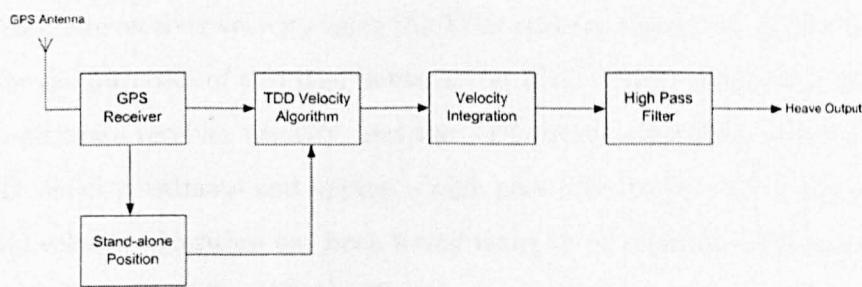 GPS Antenna
GPS
Receiver
TDD Velocity
Algorithm
Velocity
Integration
High Pass
Filter
Heave Output
Stand-alone
Position